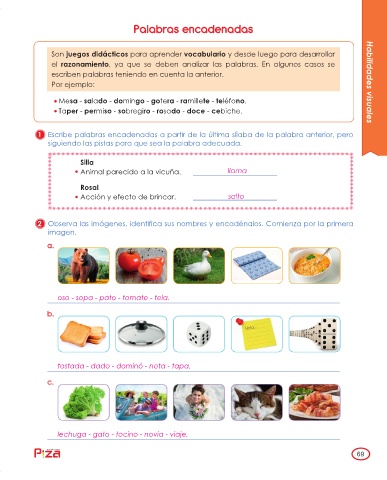 Palabras encadenadas
Habilidades visuales
Son juegos didácticos para aprender vocabulario y desde luego para desarrollar
el razonamiento, ya que se deben analizar las palabras. En algunos casos se
escriben palabras teniendo en cuenta la anterior.
Por ejemplo:
• Mesa - salado - domingo - gotera - ramillete - teléfono.
• Taper - permiso - sobregiro - rosado - doce - cebiche.
1 Escribe palabras encadenadas a partir de la última sílaba de la palabra anterior, pero
siguiendo las pistas para que sea la palabra adecuada.
Silla
• Animal parecido a la vicuña. llama
Rosal
• Acción y efecto de brincar. salto
2 Observa las imágenes, identifica sus nombres y encadénalos. Comienza por la primera
imagen.
a.
oso - sopa - pato - tomate - tela.
b.
tostada - dado - dominó - nota - tapa.
c.
lechuga - gato - tocino - novia - viaje.
Piza
69